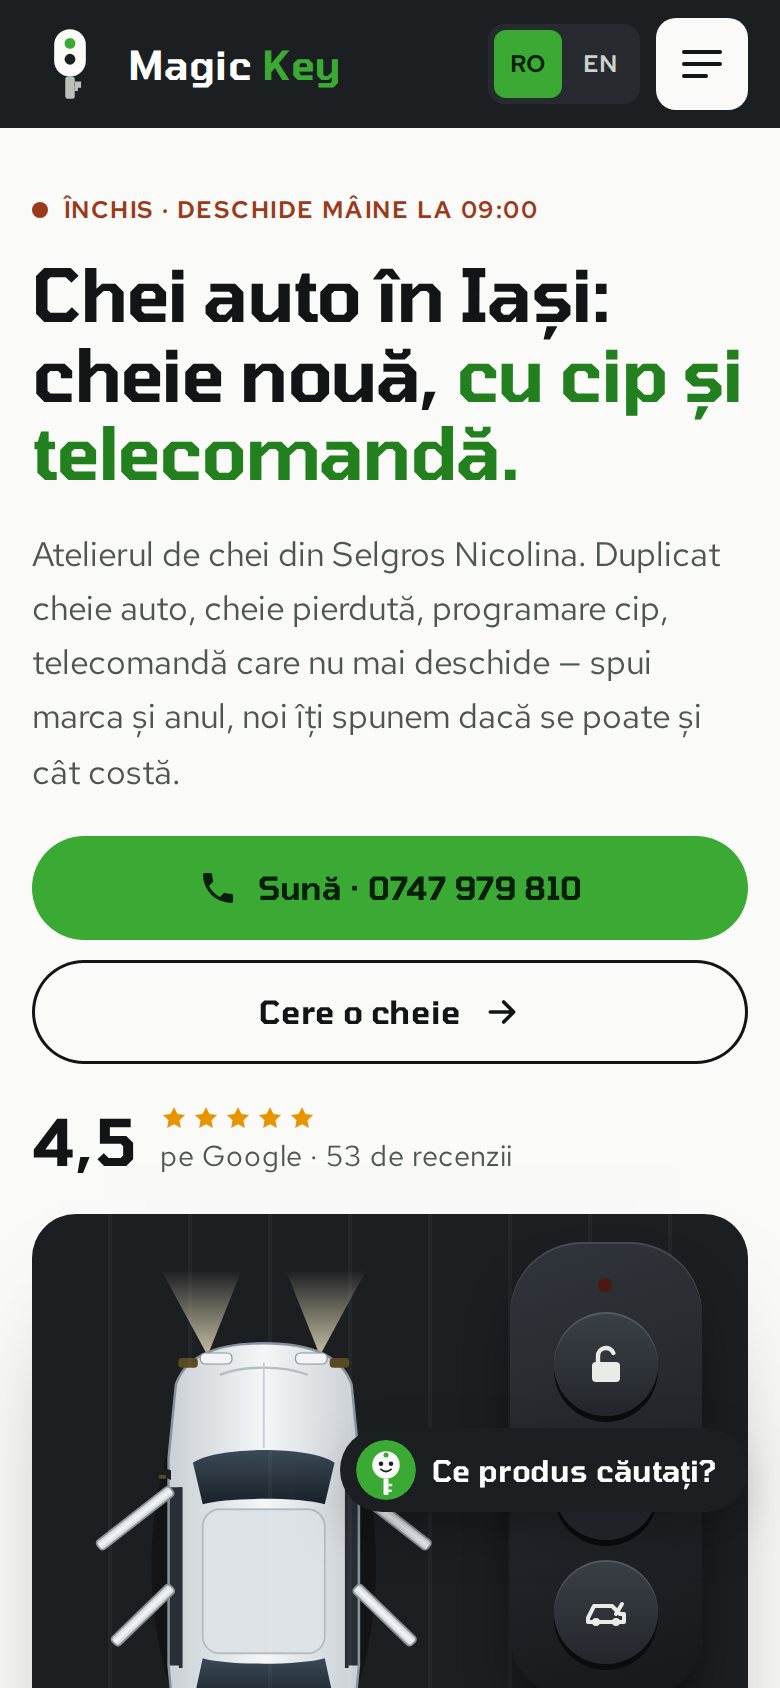 Magic Key
RO EN
ÎNCHIS · DESCHIDE MÂINE LA 09:00
Chei auto în Iași:
cheie nouă, cu cip și
telecomandă.
Atelierul de chei din Selgros Nicolina. Duplicat
cheie auto, cheie pierdută, programare cip,
telecomandă care nu mai deschide – spui
marca și anul, noi îți spunem dacă se poate și
cât costă.
Sună · 0747 979 810
Cere o cheie →
4,5
pe Google · 53 de recenzii
Ce produs căutați?